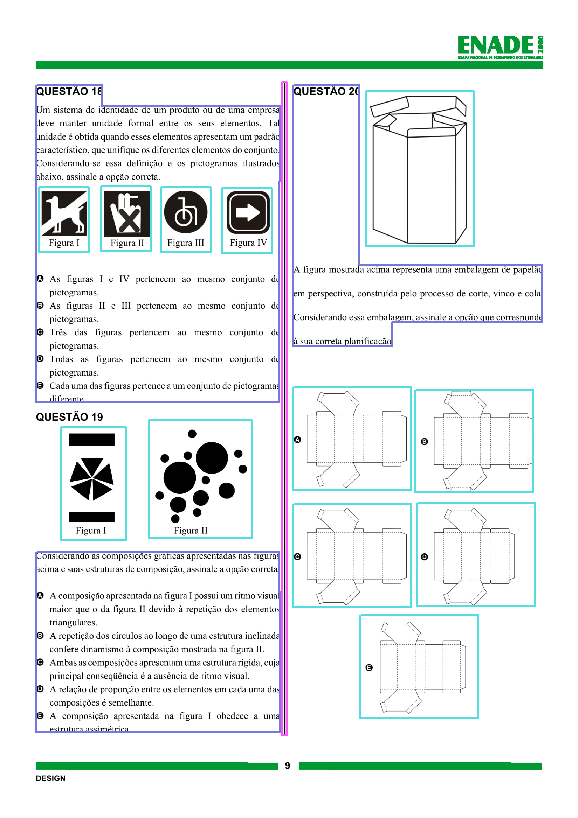 ENADE
QUESTÃO 18
Um sistema de identidade de um produto ou de uma empresa
deve manter unidade formal entre os seus elementos. Tal
unidade é obtida quando esses elementos apresentam um padrão
característico, que unifique os diferentes elementos do conjunto.
Considerando-se essa definição e os pictogramas ilustrados
abaixo, assinale a opção correta.
Figura I Figura II Figura III Figura IV
A As figuras I e IV pertencem ao mesmo conjunto de
pictogramas.
B As figuras II e III pertencem ao mesmo conjunto de
pictogramas.
C Três das figuras pertencem ao mesmo conjunto de
pictogramas.
D Todas as figuras pertencem ao mesmo conjunto de
pictogramas.
E Cada uma das figuras pertence a um conjunto de pictogramas
diferente.
QUESTÃO 19
Figura I Figura II
Considerando as composições gráficas apresentadas nas figuras
acima e suas estruturas de composição, assinale a opção correta.
A A composição apresentada na figura I possui um ritmo visual
maior que o da figura II devido à repetição dos elementos
triangulares.
B A repetição dos círculos ao longo de uma estrutura inclinada
confere dinamismo à composição mostrada na figura II.
C Ambas as composições apresentam uma estrutura rígida, cuja
principal conseqüência é a ausência de ritmo visual.
D A relação de proporção entre os elementos em cada uma das
composições é semelhante.
E A composição apresentada na figura I obedece a uma
estrutura assimétrica.
QUESTÃO 20
A figura mostrada acima representa uma embalagem de papelão
em perspectiva, construída pelo processo de corte, vinco e cola.
Considerando essa embalagem, assinale a opção que corresponde
à sua correta planificação.
A
B
C
D
E
9
DESIGN